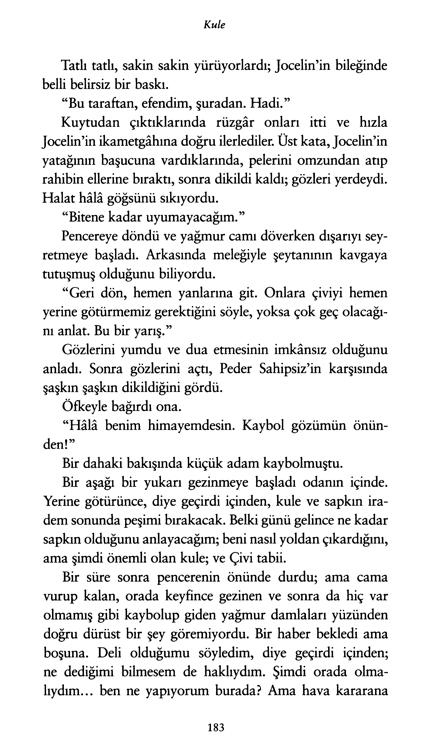 Kule
Tatlı tatlı, sakin sakin yürüyorlardı; Jocelin’in bileğinde
belli belirsiz bir baskı.
“Bu taraftan, efendim, şuradan. Hadi.”
Kuytudan çıktıklarında rüzgâr onları itti ve hızla
Jocelin’in ikametgâhına doğru ilerlediler. Üst kata, Jocelin’in
yatağının başucuna vardıklarında, pelerini omzundan atıp
rahibin ellerine bıraktı, sonra dikildi kaldı; gözleri yerdeydi.
Halat hâlâ göğsünü sıkıyordu.
“Bitene kadar uyumayacağım.”
Pencereye döndü ve yağmur camı döverken dışarıyı sey-
retmeye başladı. Arkasında meleğiyle şeytanının kavgaya
tutuşmuş olduğunu biliyordu.
“Geri dön, hemen yanlarına git. Onlara çiviyi hemen
yerine götürmemiz gerektiğini söyle, yoksa çok geç olacağı-
nı anlat. Bu bir yarış.”
Gözlerini yumdu ve dua etmesinin imkânsız olduğunu
anladı. Sonra gözlerini açtı, Peder Sahipsiz’in karşısında
şaşkın şaşkın dikildiğini gördü.
Öfkeyle bağırdı ona.
“Hâlâ benim himayemdesin. Kaybol gözümün önün-
den!”
Bir dahaki bakışında küçük adam kaybolmuştu.
Bir aşağı bir yukarı gezinmeye başladı odanın içinde.
Yerine götürünce, diye geçirdi içinden, kule ve sapkın ira-
dem sonunda peşimi bırakacak. Belki günü gelince ne kadar
sapkın olduğunu anlayacağım; beni nasıl yoldan çıkardığını,
ama şimdi önemli olan kule; ve Çivi tabii.
Bir süre sonra pencerenin önünde durdu; ama cama
vurup kalan, orada keyfince gezinen ve sonra da hiç var
olmamış gibi kaybolup giden yağmur damlaları yüzünden
doğru dürüst bir şey göremiyordu. Bir haber bekledi ama
boşuna. Deli olduğumu söyledim, diye geçirdi içinden;
ne dediğimi bilmesem de haklıydım. Şimdi orada olma-
lıydım... ben ne yapıyorum burada? Ama hava kararana
183